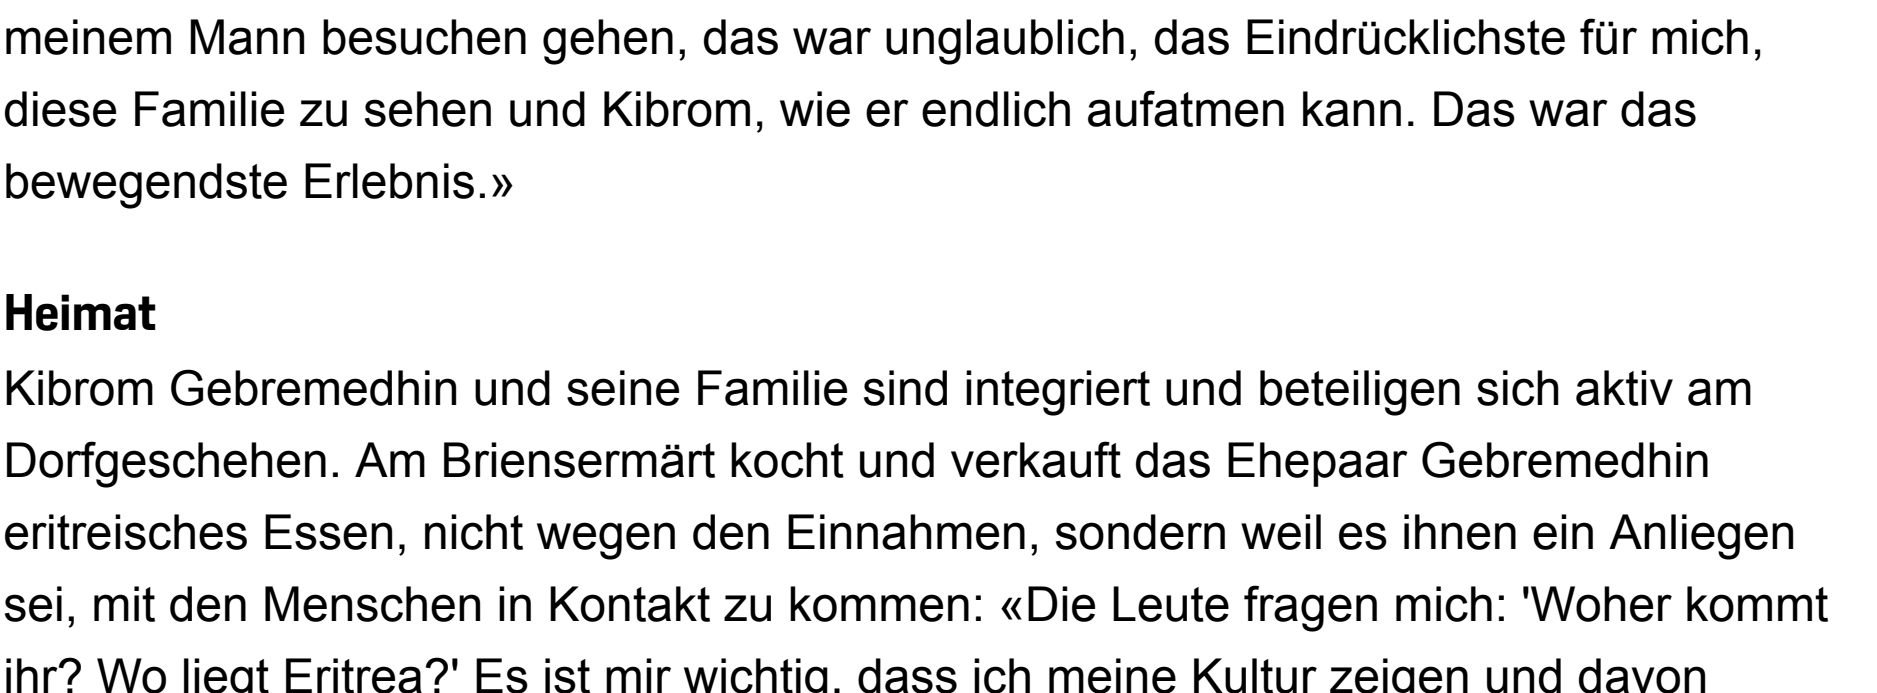 meinem Mann besuchen gehen, das war unglaublich, das Eindrücklichste für mich,
diese Familie zu sehen und Kibrom, wie er endlich aufatmen kann. Das war das
bewegendste Erlebnis.»
Heimat
Kibrom Gebremedhin und seine Familie sind integriert und beteiligen sich aktiv am
Dorfgeschehen. Am Briensermärt kocht und verkauft das Ehepaar Gebremedhin
eritreisches Essen, nicht wegen den Einnahmen, sondern weil es ihnen ein Anliegen
sei, mit den Menschen in Kontakt zu kommen: «Die Leute fragen mich: 'Woher kommt
ihr? Wo liegt Eritrea?' Es ist mir wichtig, dass ich meine Kultur zeigen und davon